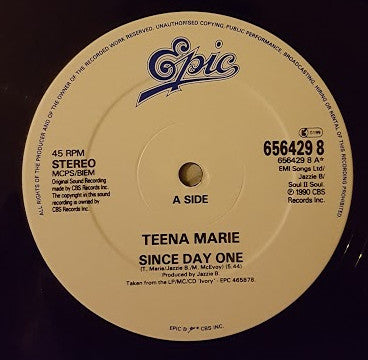 ALL RIGHTS OF THE PRODUCER AND OF THE OWNER OF THE RECORDED WORK RESERVED. UNAUTHORISED COPYING, PUBLIC PERFORMANCE, BROADCASTING, HIRING OR RENTAL OF THIS RECORDING PROHIBITED.
Epic
45 RPM
STEREO
MCPS/BIEM
Original Sound Recording
made by CBS Records Inc.
The copyright in this
sound recording is
owned by
CBS Records Inc.
656429 8
656429 8 A*
EMI Songs Ltd/
Jazzie B/
Soul II Soul.
℗ 1990 CBS
Records Inc.
A SIDE
TEENA MARIE
SINCE DAY ONE
(T. Marie/Jazzie B./M. McEvoy) (5:44)
Produced by Jazzie B.
Taken from the LP/MC/CD 'Ivory' - EPC 465878.
EPIC & CBS INC.